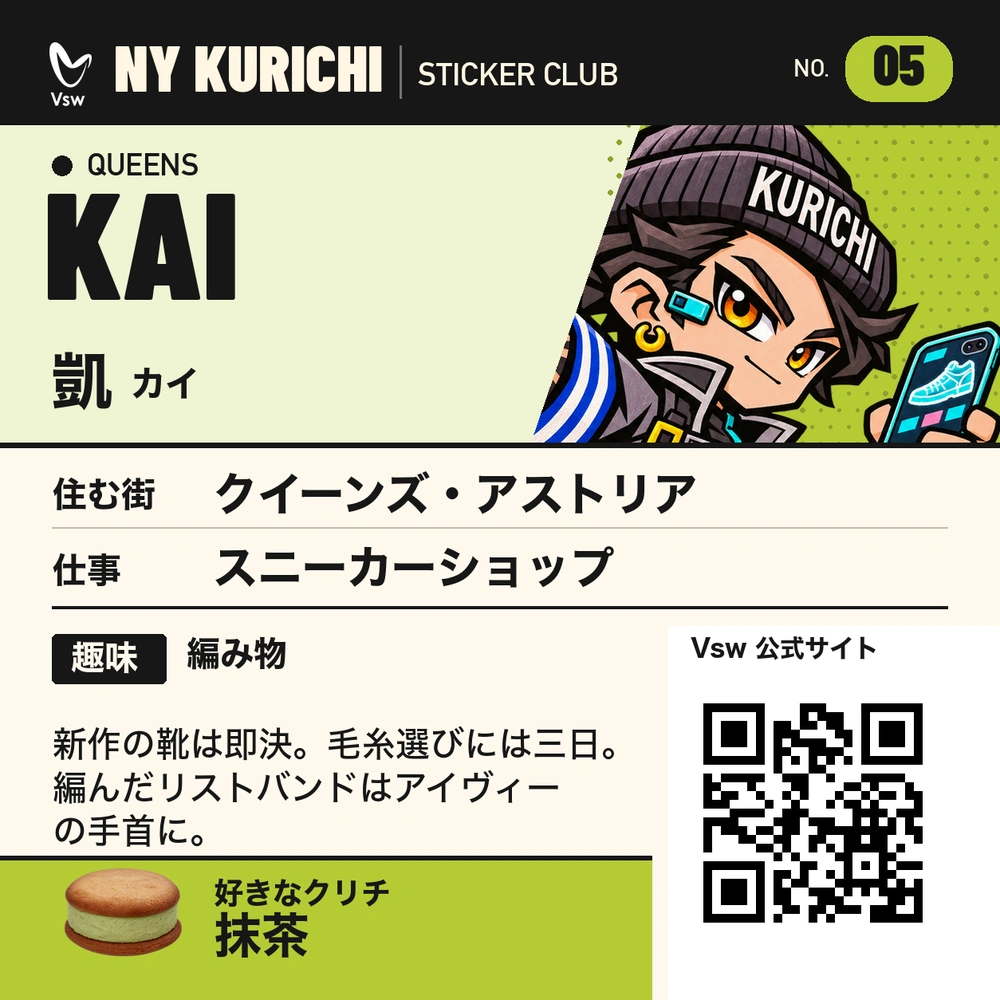 Vsw
NY KURICHI
STICKER CLUB
NO. 05
QUEENS
KAI
凱 カイ
KURICHI
住む街 クイーンズ・アストリア
仕事 スニーカーショップ
趣味 編み物
新作の靴は即決。毛糸選びには三日。
編んだリストバンドはアイヴィー
の手首に。
Vsw 公式サイト
好きなクリチ
抹茶